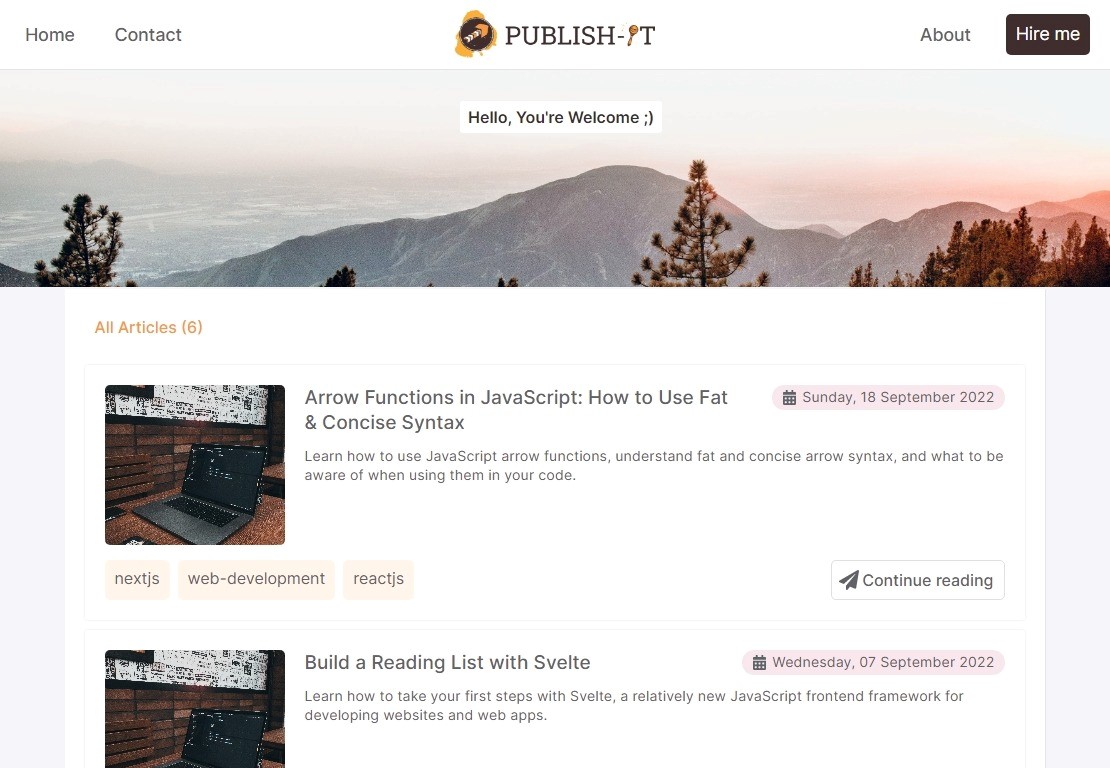 Home Contact PUBLISH-IT About Hire me
Hello, You're Welcome ;)
All Articles (6)
Arrow Functions in JavaScript: How to Use Fat
& Concise Syntax
Sunday, 18 September 2022
Learn how to use JavaScript arrow functions, understand fat and concise arrow syntax, and what to be
aware of when using them in your code.
nextjs web-development reactjs Continue reading
Build a Reading List with Svelte
Wednesday, 07 September 2022
Learn how to take your first steps with Svelte, a relatively new JavaScript frontend framework for
developing websites and web apps.